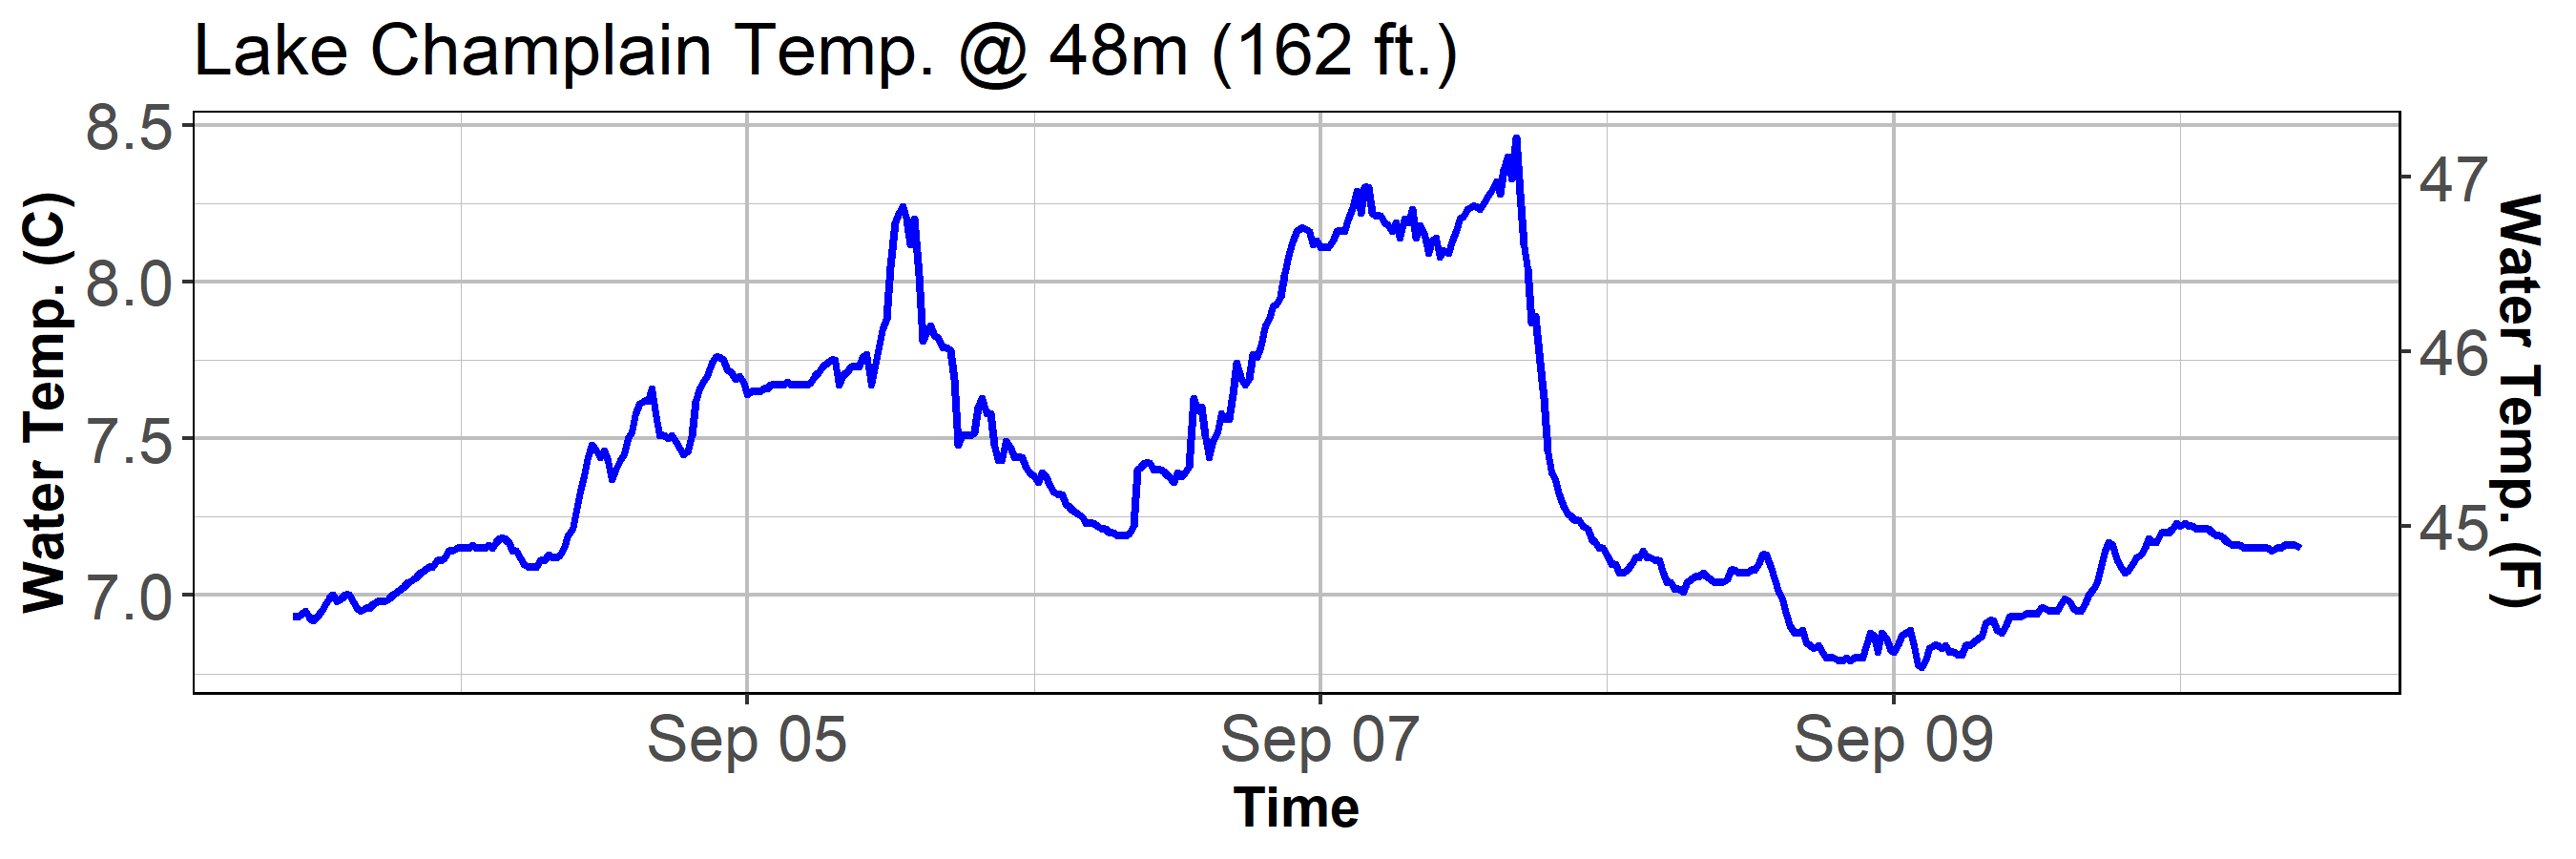 Lake Champlain Temp. @ 48m (162 ft.)
Water Temp. (C)
8.5
8.0
7.5
7.0
47
46
45
Water Temp. (F)
Sep 05 Sep 07 Sep 09
Time